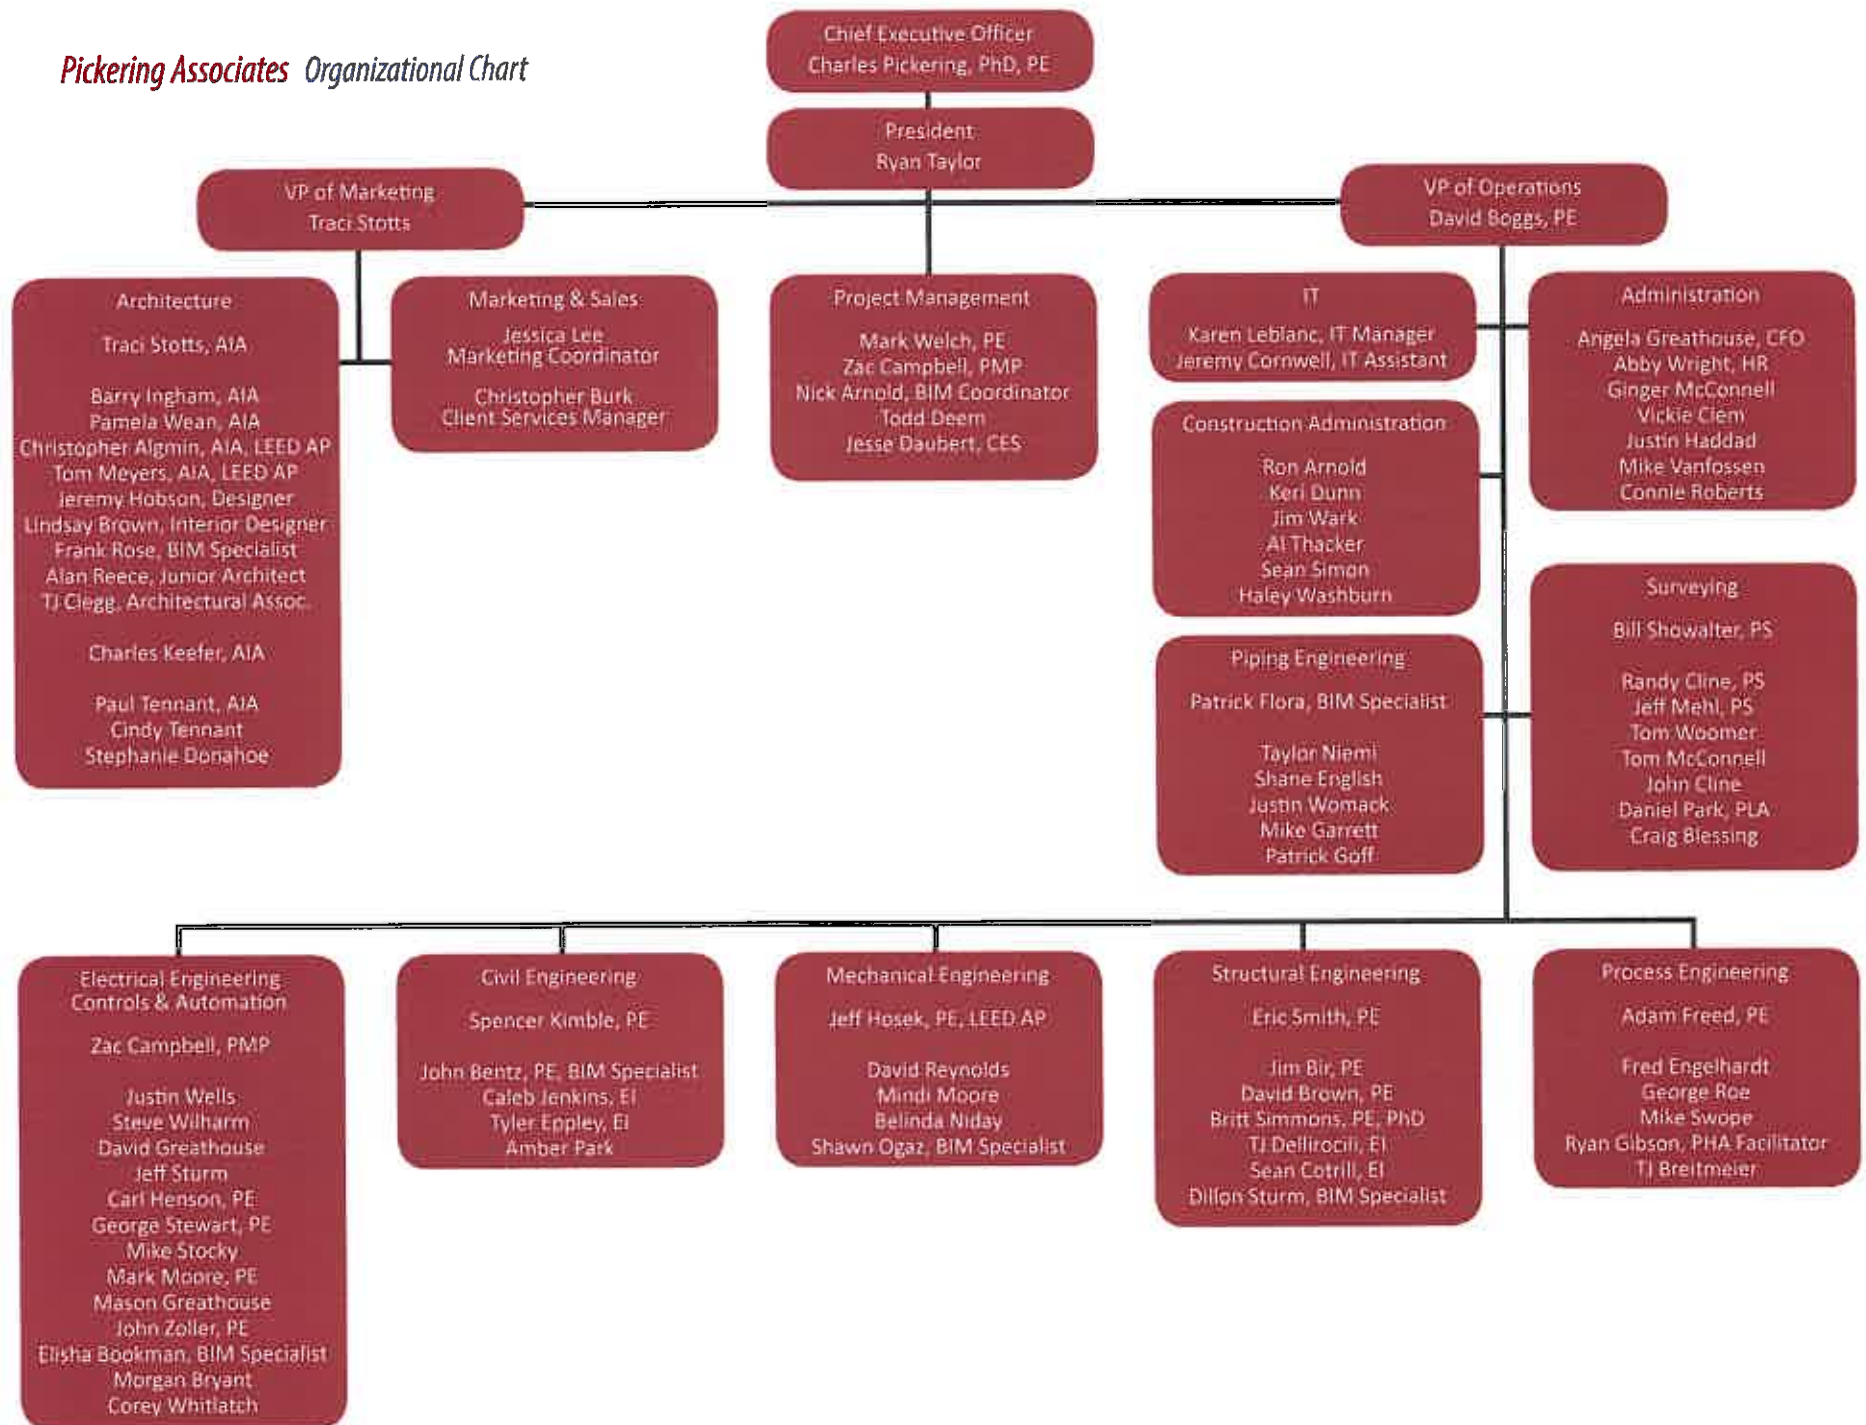 Pickering Associates Organizational Chart
Chief Executive Officer
Charles Pickering, PhD, PE
President
Ryan Taylor
VP of Marketing
Traci Stotts
VP of Operations
David Boggs, PE
Architecture
Traci Stotts, AIA
Barry Ingham, AIA
Pamela Wean, AIA
Christopher Algmin, AIA, LEED AP
Tom Meyers, AIA, LEED AP
Jeremy Hobson, Designer
Lindsay Brown, Interior Designer
Frank Rose, BIM Specialist
Alan Reece, Junior Architect
TJ Clegg, Architectural Assoc.
Charles Keefer, AIA
Paul Tennant, AIA
Cindy Tennant
Stephanie Donahoe
Marketing & Sales
Jessica Lee
Marketing Coordinator
Christopher Burk
Client Services Manager
Project Management
Mark Welch, PE
Zac Campbell, PMP
Nick Arnold, BIM Coordinator
Todd Deem
Jesse Daubert, CES
IT
Karen Leblanc, IT Manager
Jeremy Cornwell, IT Assistant
Administration
Angela Greathouse, CFO
Abby Wright, HR
Ginger McConnell
Vickie Clem
Justin Haddad
Mike Vanfossen
Connie Roberts
Construction Administration
Ron Arnold
Keri Dunn
Jim Wark
Al Thacker
Sean Simon
Haley Washburn
Surveying
Bill Showalter, PS
Randy Cline, PS
Jeff Mehl, PS
Tom Woomer
Tom McConnell
John Cline
Daniel Park, PLA
Craig Blessing
Piping Engineering
Patrick Flora, BIM Specialist
Taylor Niemi
Shane English
Justin Womack
Mike Garrett
Patrick Goff
Electrical Engineering
Controls & Automation
Zac Campbell, PMP
Justin Wells
Steve Wilharm
David Greathouse
Jeff Sturm
Carl Henson, PE
George Stewart, PE
Mike Stocky
Mark Moore, PE
Mason Greathouse
John Zoller, PE
Elisha Bookman, BIM Specialist
Morgan Bryant
Corey Whitlatch
Civil Engineering
Spencer Kimble, PE
John Bentz, PE, BIM Specialist
Caleb Jenkins, EI
Tyler Eppley, EI
Amber Park
Mechanical Engineering
Jeff Hosek, PE, LEED AP
David Reynolds
Mindi Moore
Belinda Niday
Shawn Ogaz, BIM Specialist
Structural Engineering
Eric Smith, PE
Jim Bir, PE
David Brown, PE
Britt Simmons, PE, PhD
TJ Dellirocili, EI
Sean Cotrill, EI
Dillon Sturm, BIM Specialist
Process Engineering
Adam Freed, PE
Fred Engelhardt
George Roe
Mike Swope
Ryan Gibson, PHA Facilitator
TJ Breitmeier